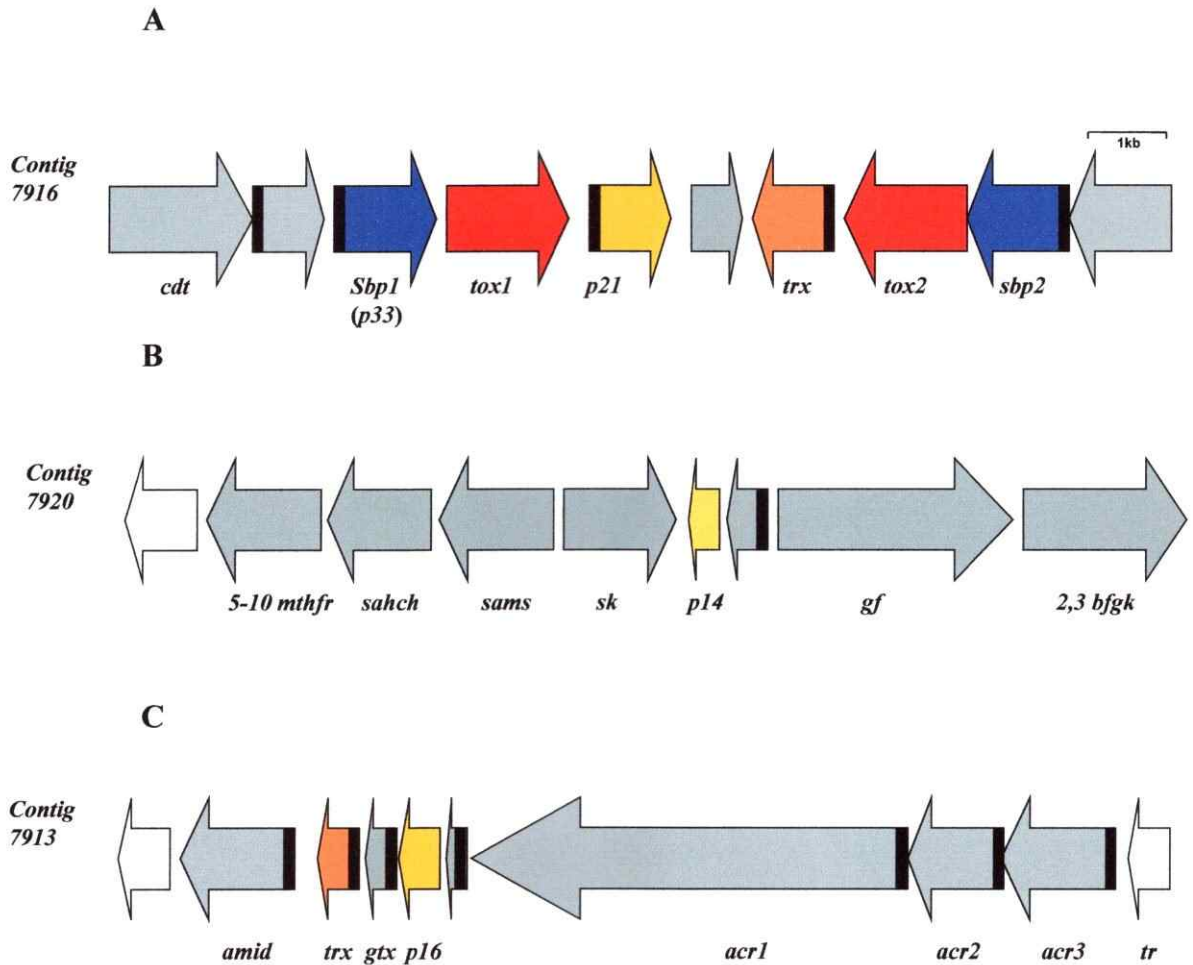 A
Contig
7916
1kb
cdt Sbp1 tox1 p21 trx tox2 sbp2
(p33)
B
Contig
7920
5-10 mthfr sahch sams sk p14 gf 2,3 bfgk
C
Contig
7913
amid trx gtx p16 acr1 acr2 acr3 tr